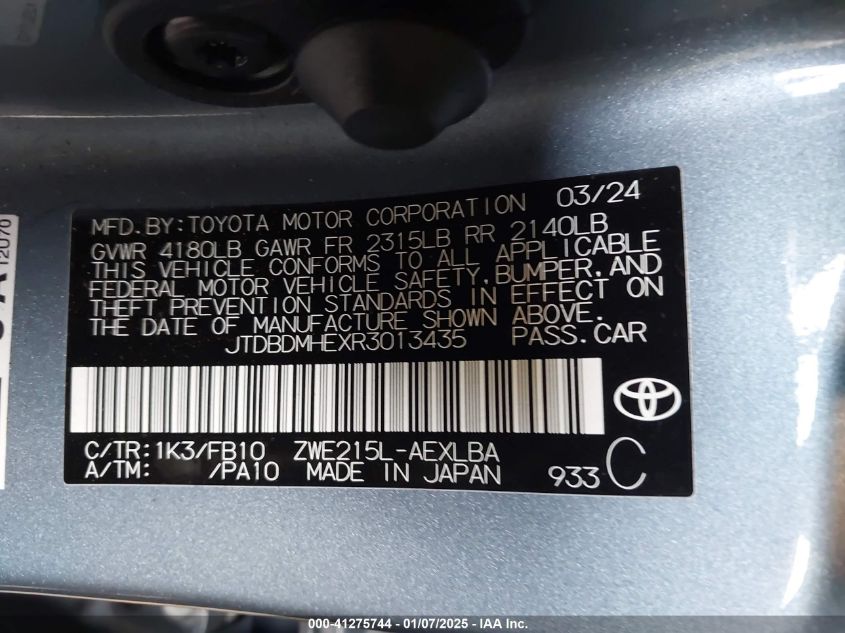 MFD.BY:TOYOTA MOTOR CORPORATION 03/24
GVWR 4180LB GAWR FR 2315LB RR 2140LB
THIS VEHICLE CONFORMS TO ALL APPLICABLE
FEDERAL MOTOR VEHICLE SAFETY,BUMPER,AND
THEFT PREVENTION STANDARDS IN EFFECT ON
THE DATE OF MANUFACTURE SHOWN ABOVE.
JTDBDMHEXR3013435 PASS.CAR
C/TR:1K3/FB10 ZWE215L-AEXLBA
A/TM: /PA10 MADE IN JAPAN 933 C
12U70
000-41275744 - 01/07/2025 - IAA Inc.